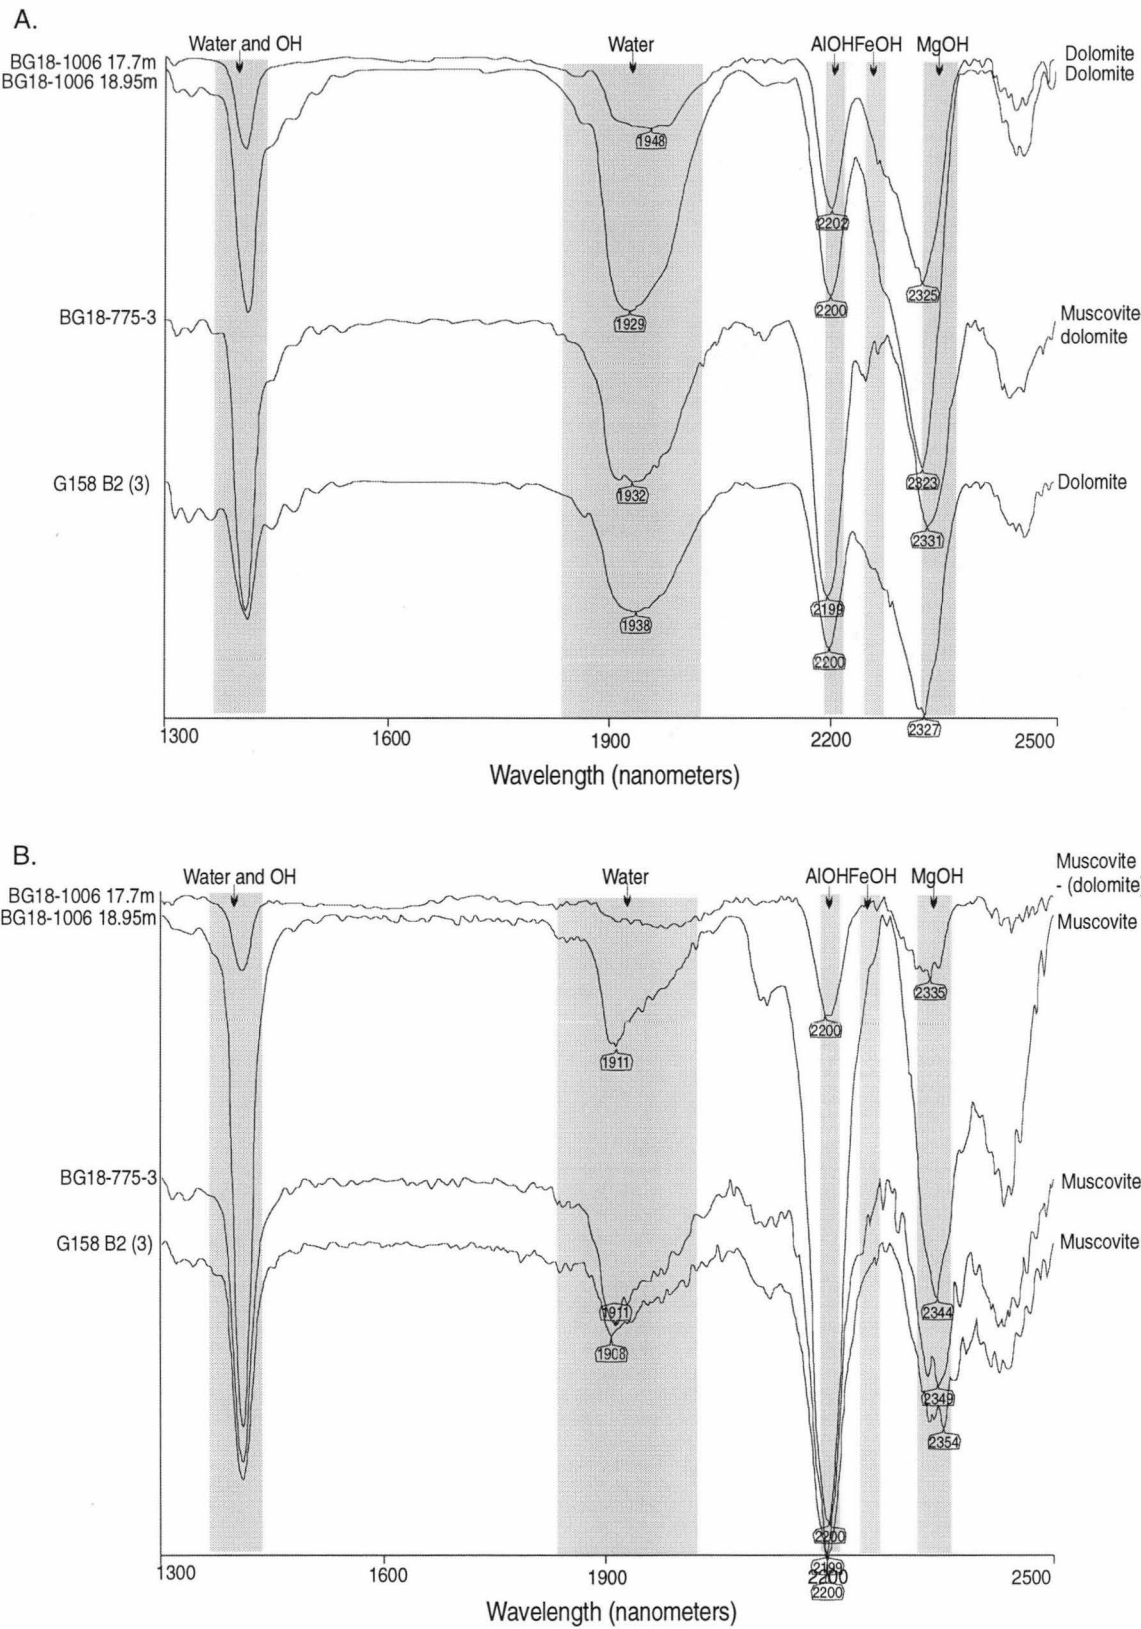 A.
Water and OH Water AlOH FeOH MgOH
BG18-1006 17.7m Dolomite
BG18-1006 18.95m Dolomite
1948
2202
2325
2200
1929
BG18-775-3 Muscovite
dolomite
2323
G158 B2 (3) Dolomite
1932
2331
2199
1938
2200
2327
1300 1600 1900 2200 2500
Wavelength (nanometers)
B.
Muscovite
- (dolomite)
Water and OH Water AlOH FeOH MgOH
BG18-1006 17.7m
BG18-1006 18.95m Muscovite
2335
2200
1911
BG18-775-3 Muscovite
G158 B2 (3) Muscovite
1911
2344
1908
2349
2354
2200
2199
1300 1600 1900 2200 2500
2200
Wavelength (nanometers)